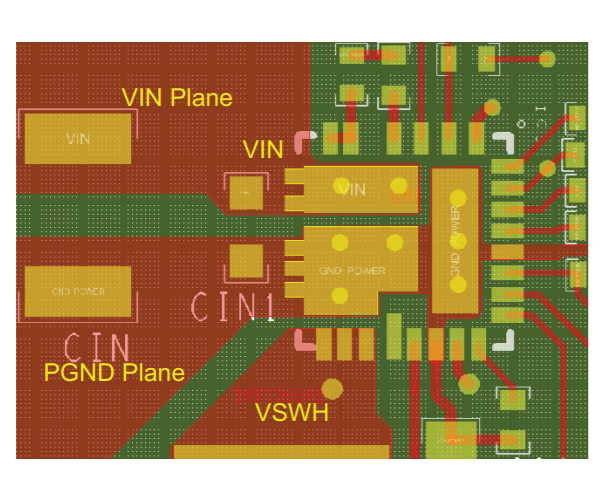 VIN Plane
VIN
VIN
VIN
GND POWER
GND POWER
GND POWER
CIN1
CIN
PGND Plane
VSWH